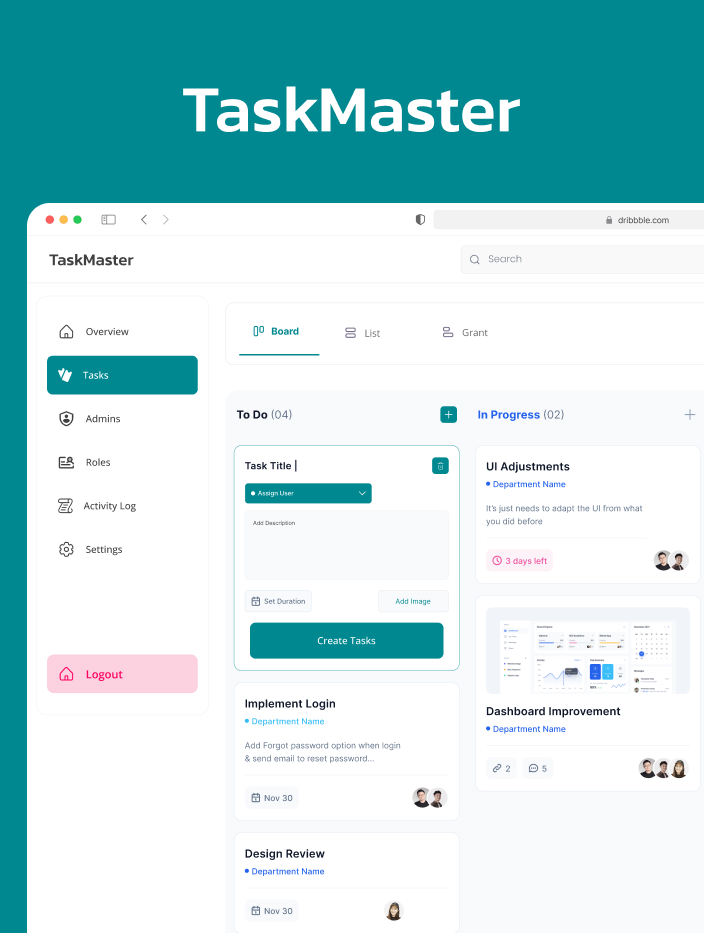 TaskMaster
dribbble.com
TaskMaster
Search
Overview
Tasks
Admins
Roles
Activity Log
Settings
Logout
Board
List
Grant
To Do (04)
Task Title |
Assign User
Add Description
Set Duration
Add Image
Create Tasks
Implement Login
Department Name
Add Forgot password option when login
& send email to reset password...
Nov 30
Design Review
Department Name
Nov 30
In Progress (02)
UI Adjustments
Department Name
It's just needs to adapt the UI from what
you did before
3 days left
Dashboard Improvement
Department Name
2
5